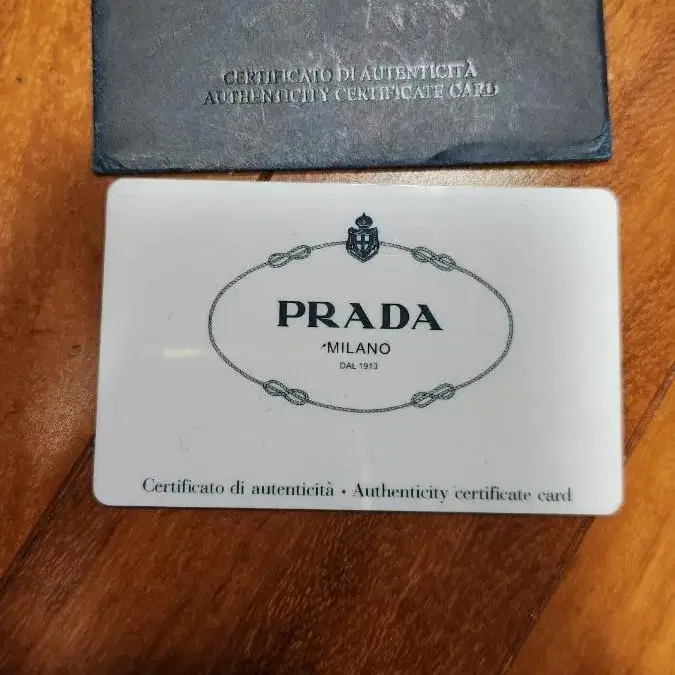 CERTIFICATO DI AUTENTICITÀ
AUTHENTICITY CERTIFICATE CARD
PRADA
MILANO
DAL 1913
Certificato di autenticità • Authenticity certificate card